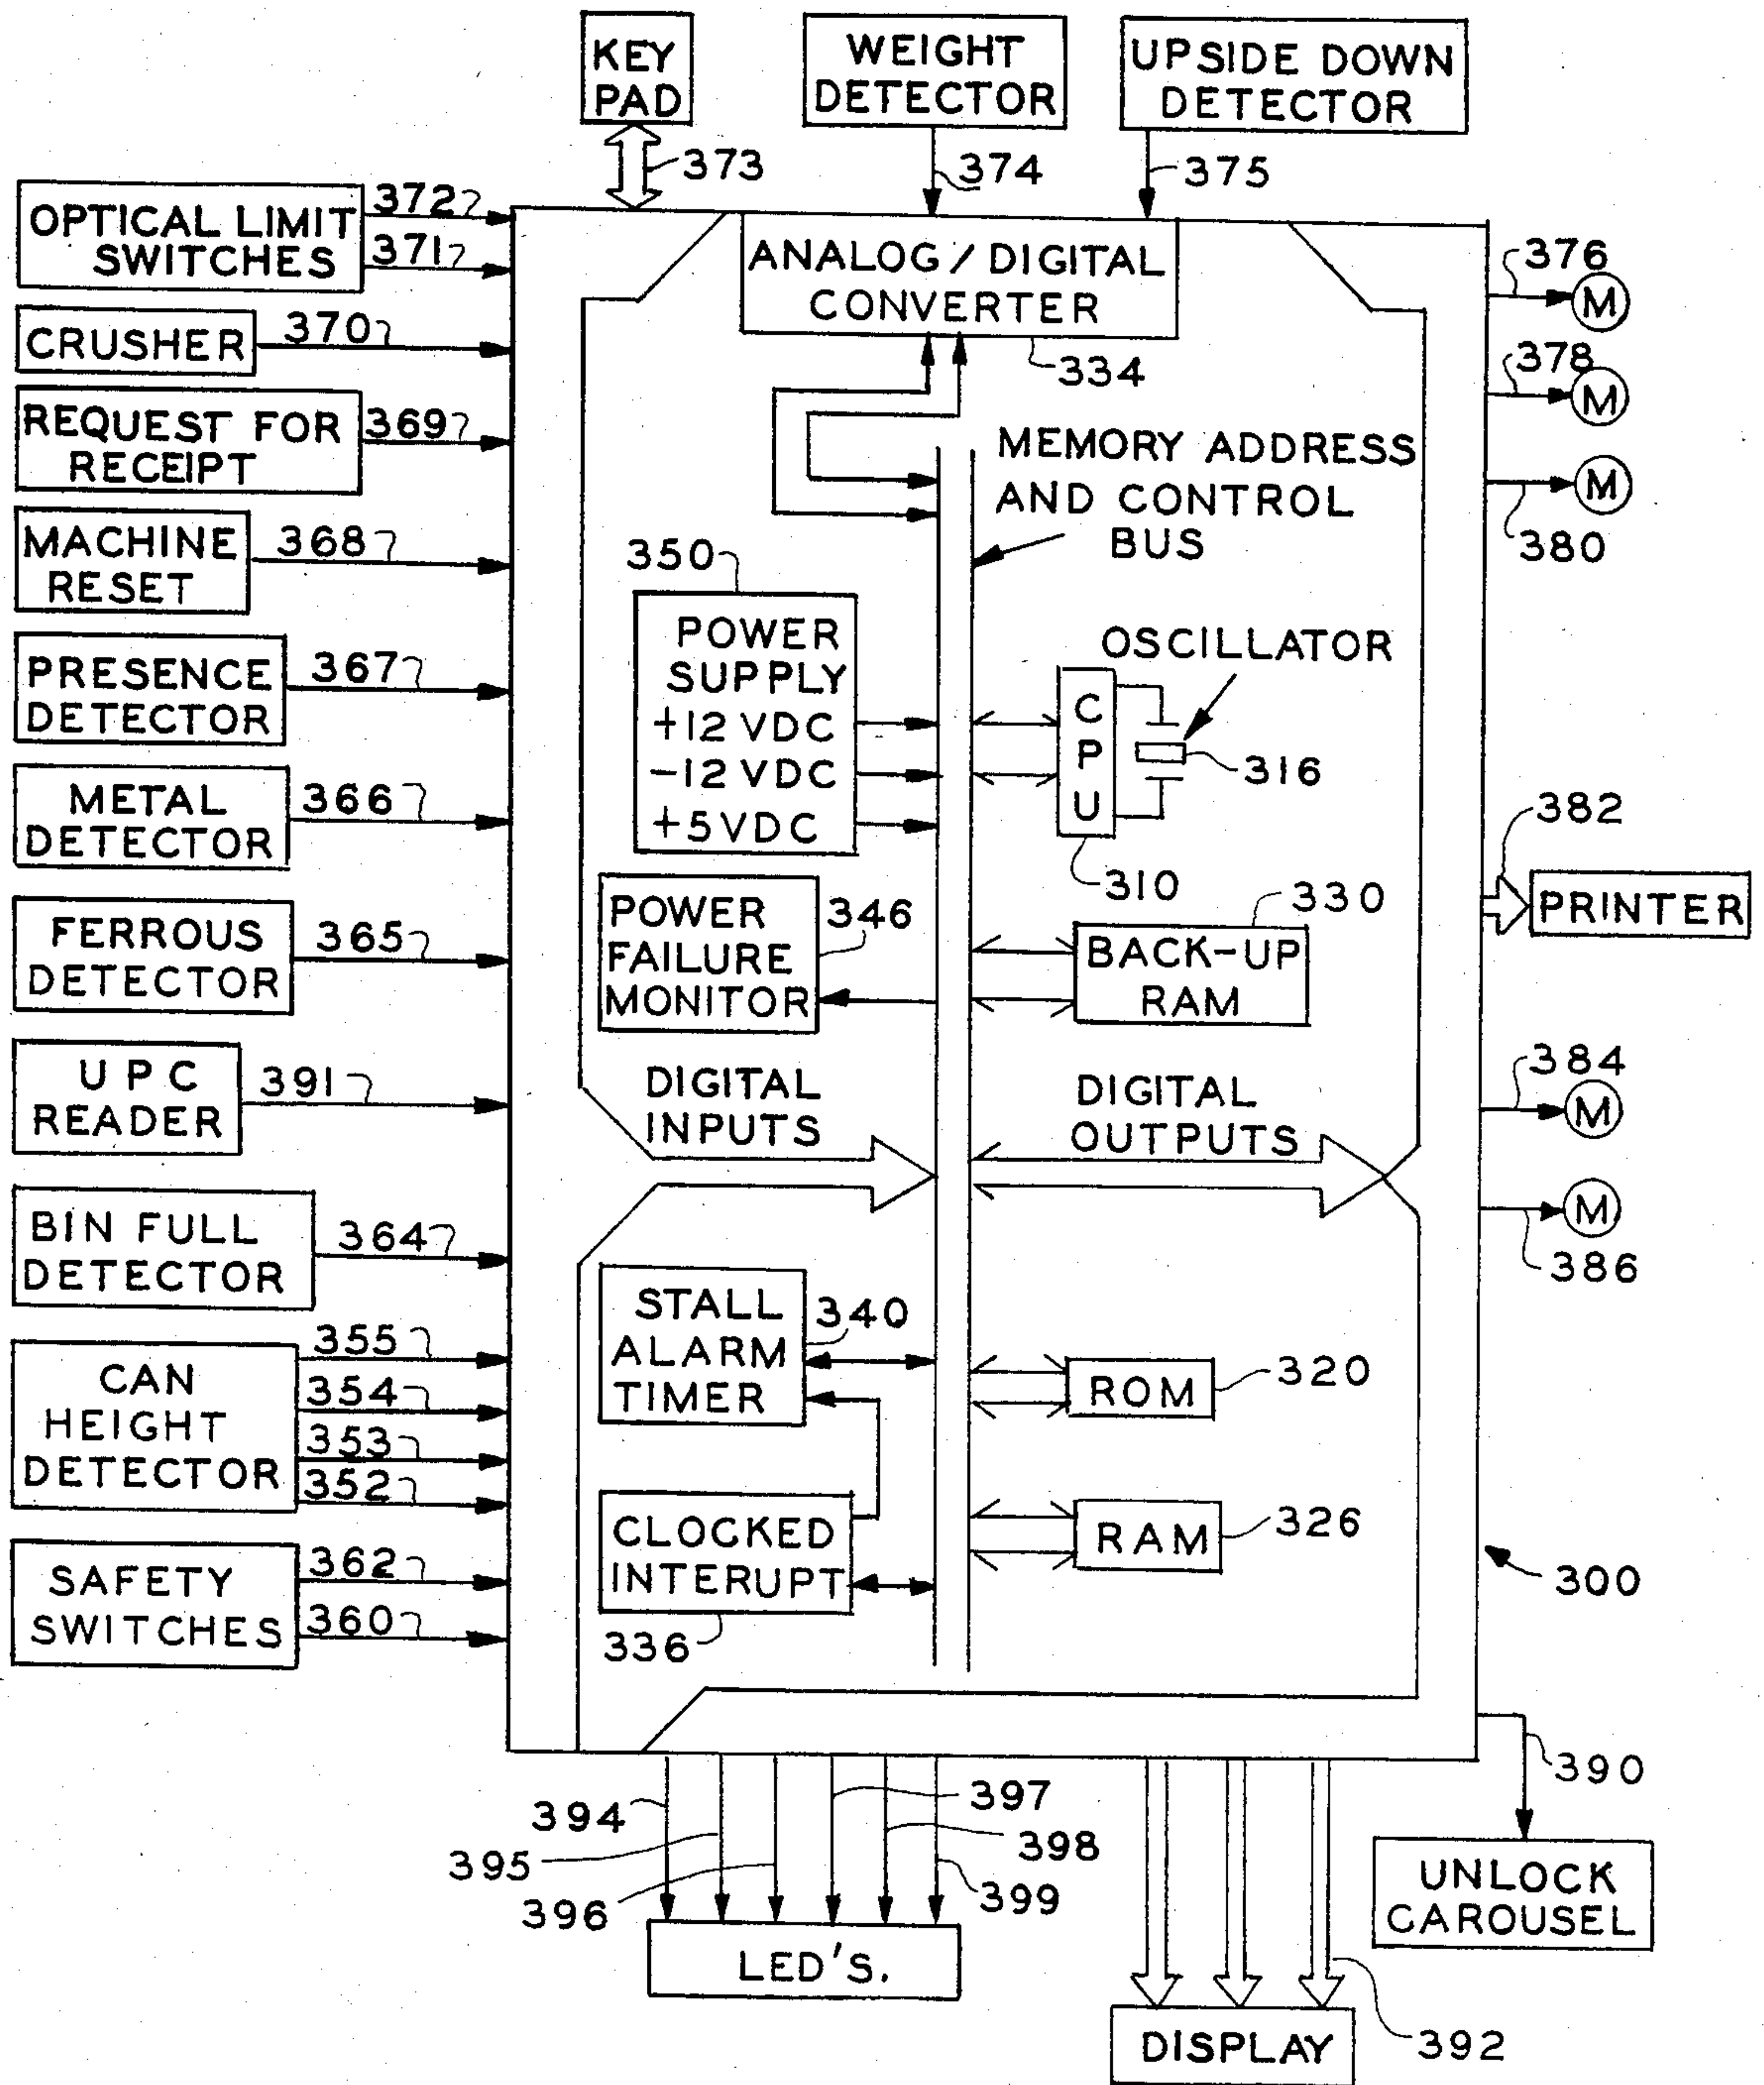 KEY
PAD
WEIGHT
DETECTOR
UPSIDE DOWN
DETECTOR
373
374
375
OPTICAL LIMIT
SWITCHES
372
371
CRUSHER
370
REQUEST FOR
RECEIPT
369
MACHINE
RESET
368
PRESENCE
DETECTOR
367
METAL
DETECTOR
366
FERROUS
DETECTOR
365
UPC
READER
391
BIN FULL
DETECTOR
364
CAN
HEIGHT
DETECTOR
355
354
353
352
SAFETY
SWITCHES
362
360
ANALOG / DIGITAL
CONVERTER
334
MEMORY ADDRESS
AND CONTROL
BUS
350
POWER
SUPPLY
+12 VDC
-12 VDC
+5 VDC
OSCILLATOR
C
P
U
316
310
POWER
FAILURE
MONITOR
346
330
BACK-UP
RAM
DIGITAL
INPUTS
DIGITAL
OUTPUTS
STALL
ALARM
TIMER
340
ROM
320
CLOCKED
INTERUPT
336
RAM
326
376
M
378
M
M
380
382
PRINTER
384
M
M
386
300
390
UNLOCK
CAROUSEL
394
395
396
397
398
399
LED'S.
DISPLAY
392